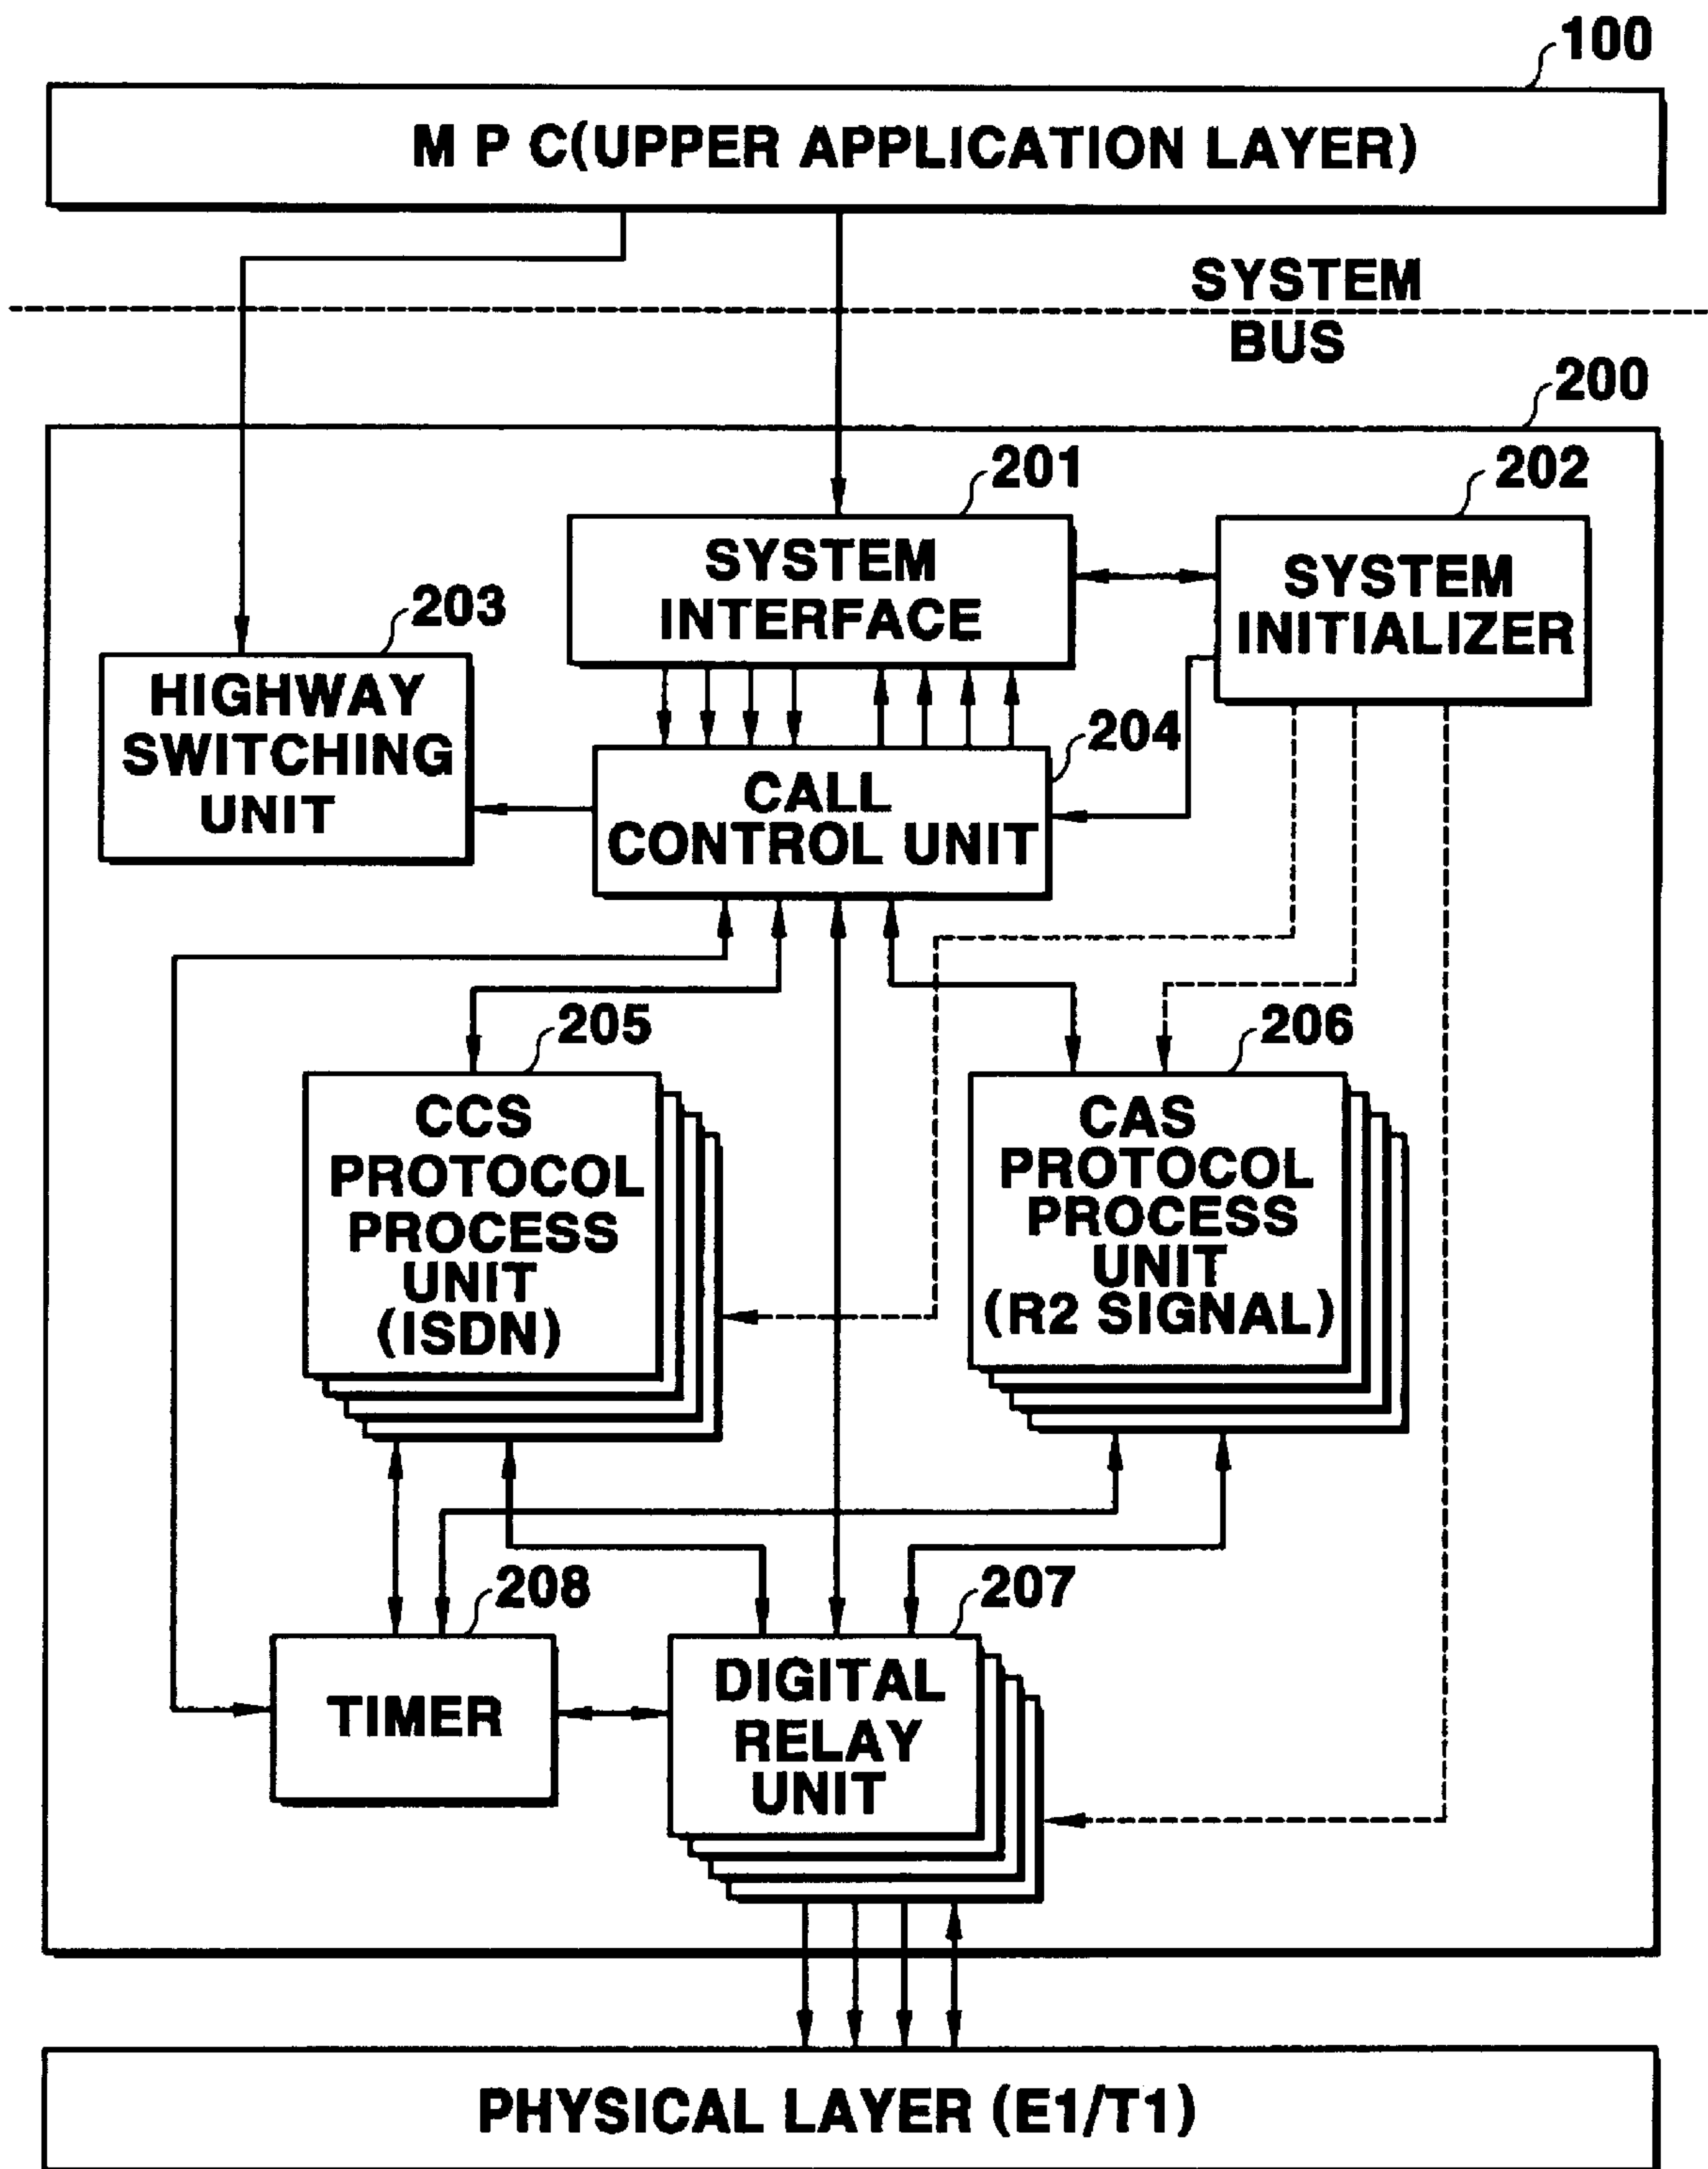 100
M P C(UPPER APPLICATION LAYER)
SYSTEM
BUS
200
201
SYSTEM
INTERFACE
202
SYSTEM
INITIALIZER
203
HIGHWAY
SWITCHING
UNIT
204
CALL
CONTROL UNIT
205
CCS
PROTOCOL
PROCESS
UNIT
(ISDN)
206
CAS
PROTOCOL
PROCESS
UNIT
(R2 SIGNAL)
208
TIMER
207
DIGITAL
RELAY
UNIT
PHYSICAL LAYER (E1/T1)